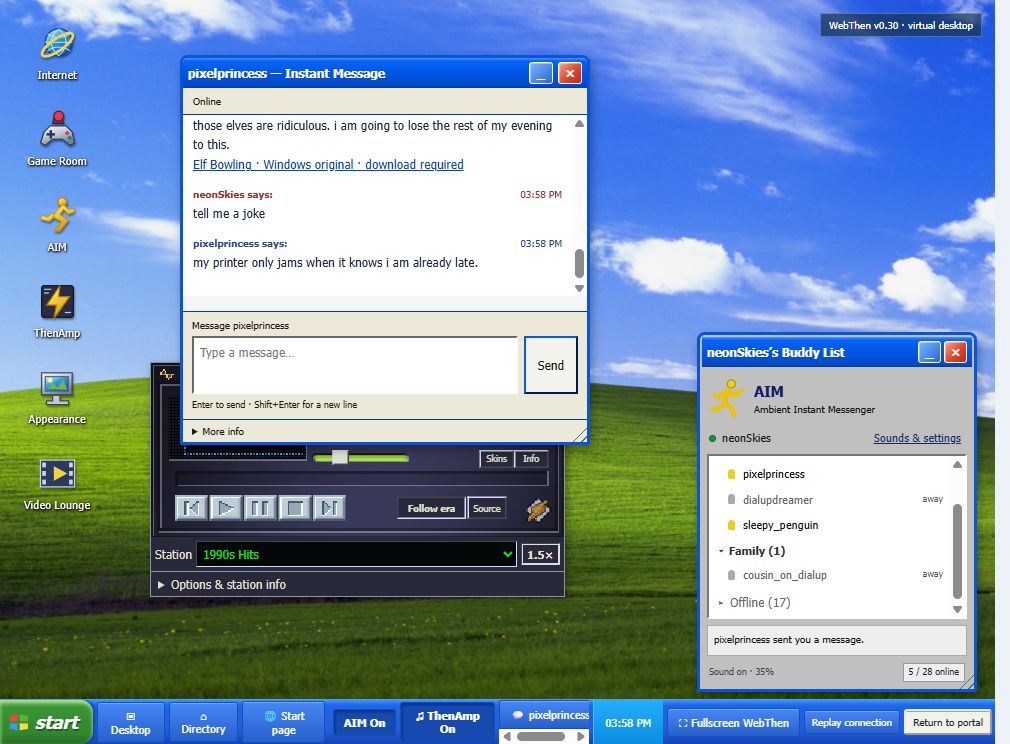 WebThen v0.30 · virtual desktop
Internet
Game Room
AIM
ThenAmp
Appearance
Video Lounge
pixelprincess — Instant Message
Online
those elves are ridiculous. i am going to lose the rest of my evening
to this.
Elf Bowling · Windows original · download required
neonSkies says: 03:58 PM
tell me a joke
pixelprincess says: 03:58 PM
my printer only jams when it knows i am already late.
Message pixelprincess
Type a message...
Send
Enter to send · Shift+Enter for a new line
▶ More info
Skins
Info
Follow era
Source
Station
1990s Hits
1.5×
▶ Options & station info
neonSkies's Buddy List
AIM
Ambient Instant Messenger
neonSkies
Sounds & settings
pixelprincess
dialupdreamer away
sleepy_penguin
Family (1)
cousin_on_dialup away
Offline (17)
pixelprincess sent you a message.
Sound on · 35%
5 / 28 online
start
Desktop
Directory
Start
page
AIM On
ThenAmp
On
pixelprincess
03:58 PM
Fullscreen WebThen
Replay connection
Return to portal